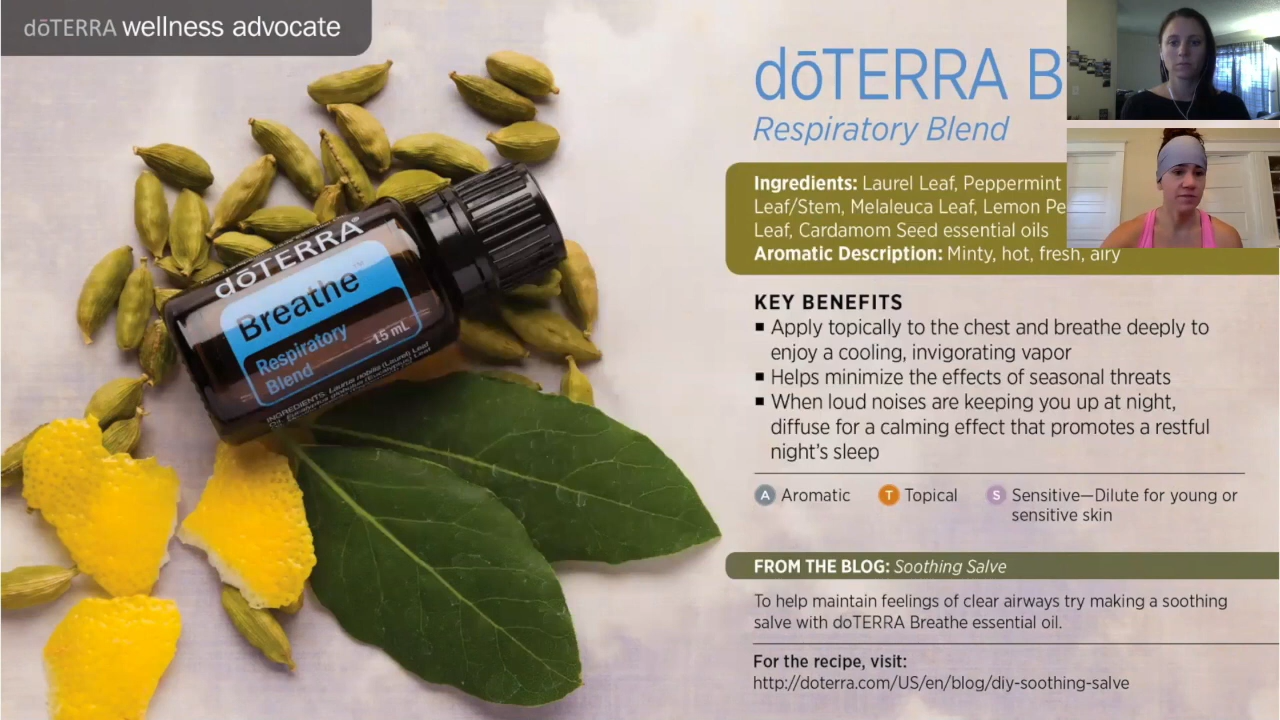 dōTERRA wellness advocate
dōTERRA B
Respiratory Blend
Ingredients: Laurel Leaf, Peppermint
Leaf/Stem, Melaleuca Leaf, Lemon Pe
Leaf, Cardamom Seed essential oils
Aromatic Description: Minty, hot, fresh, airy
dōTERRA®
Breathe™
Respiratory
Blend
15 mL
INGREDIENTS: Laurus nobilis (Laurel) Leaf
KEY BENEFITS
▪ Apply topically to the chest and breathe deeply to
enjoy a cooling, invigorating vapor
▪ Helps minimize the effects of seasonal threats
▪ When loud noises are keeping you up at night,
diffuse for a calming effect that promotes a restful
night's sleep
A Aromatic T Topical S Sensitive—Dilute for young or
sensitive skin
FROM THE BLOG: Soothing Salve
To help maintain feelings of clear airways try making a soothing
salve with doTERRA Breathe essential oil.
For the recipe, visit:
http://doterra.com/US/en/blog/diy-soothing-salve